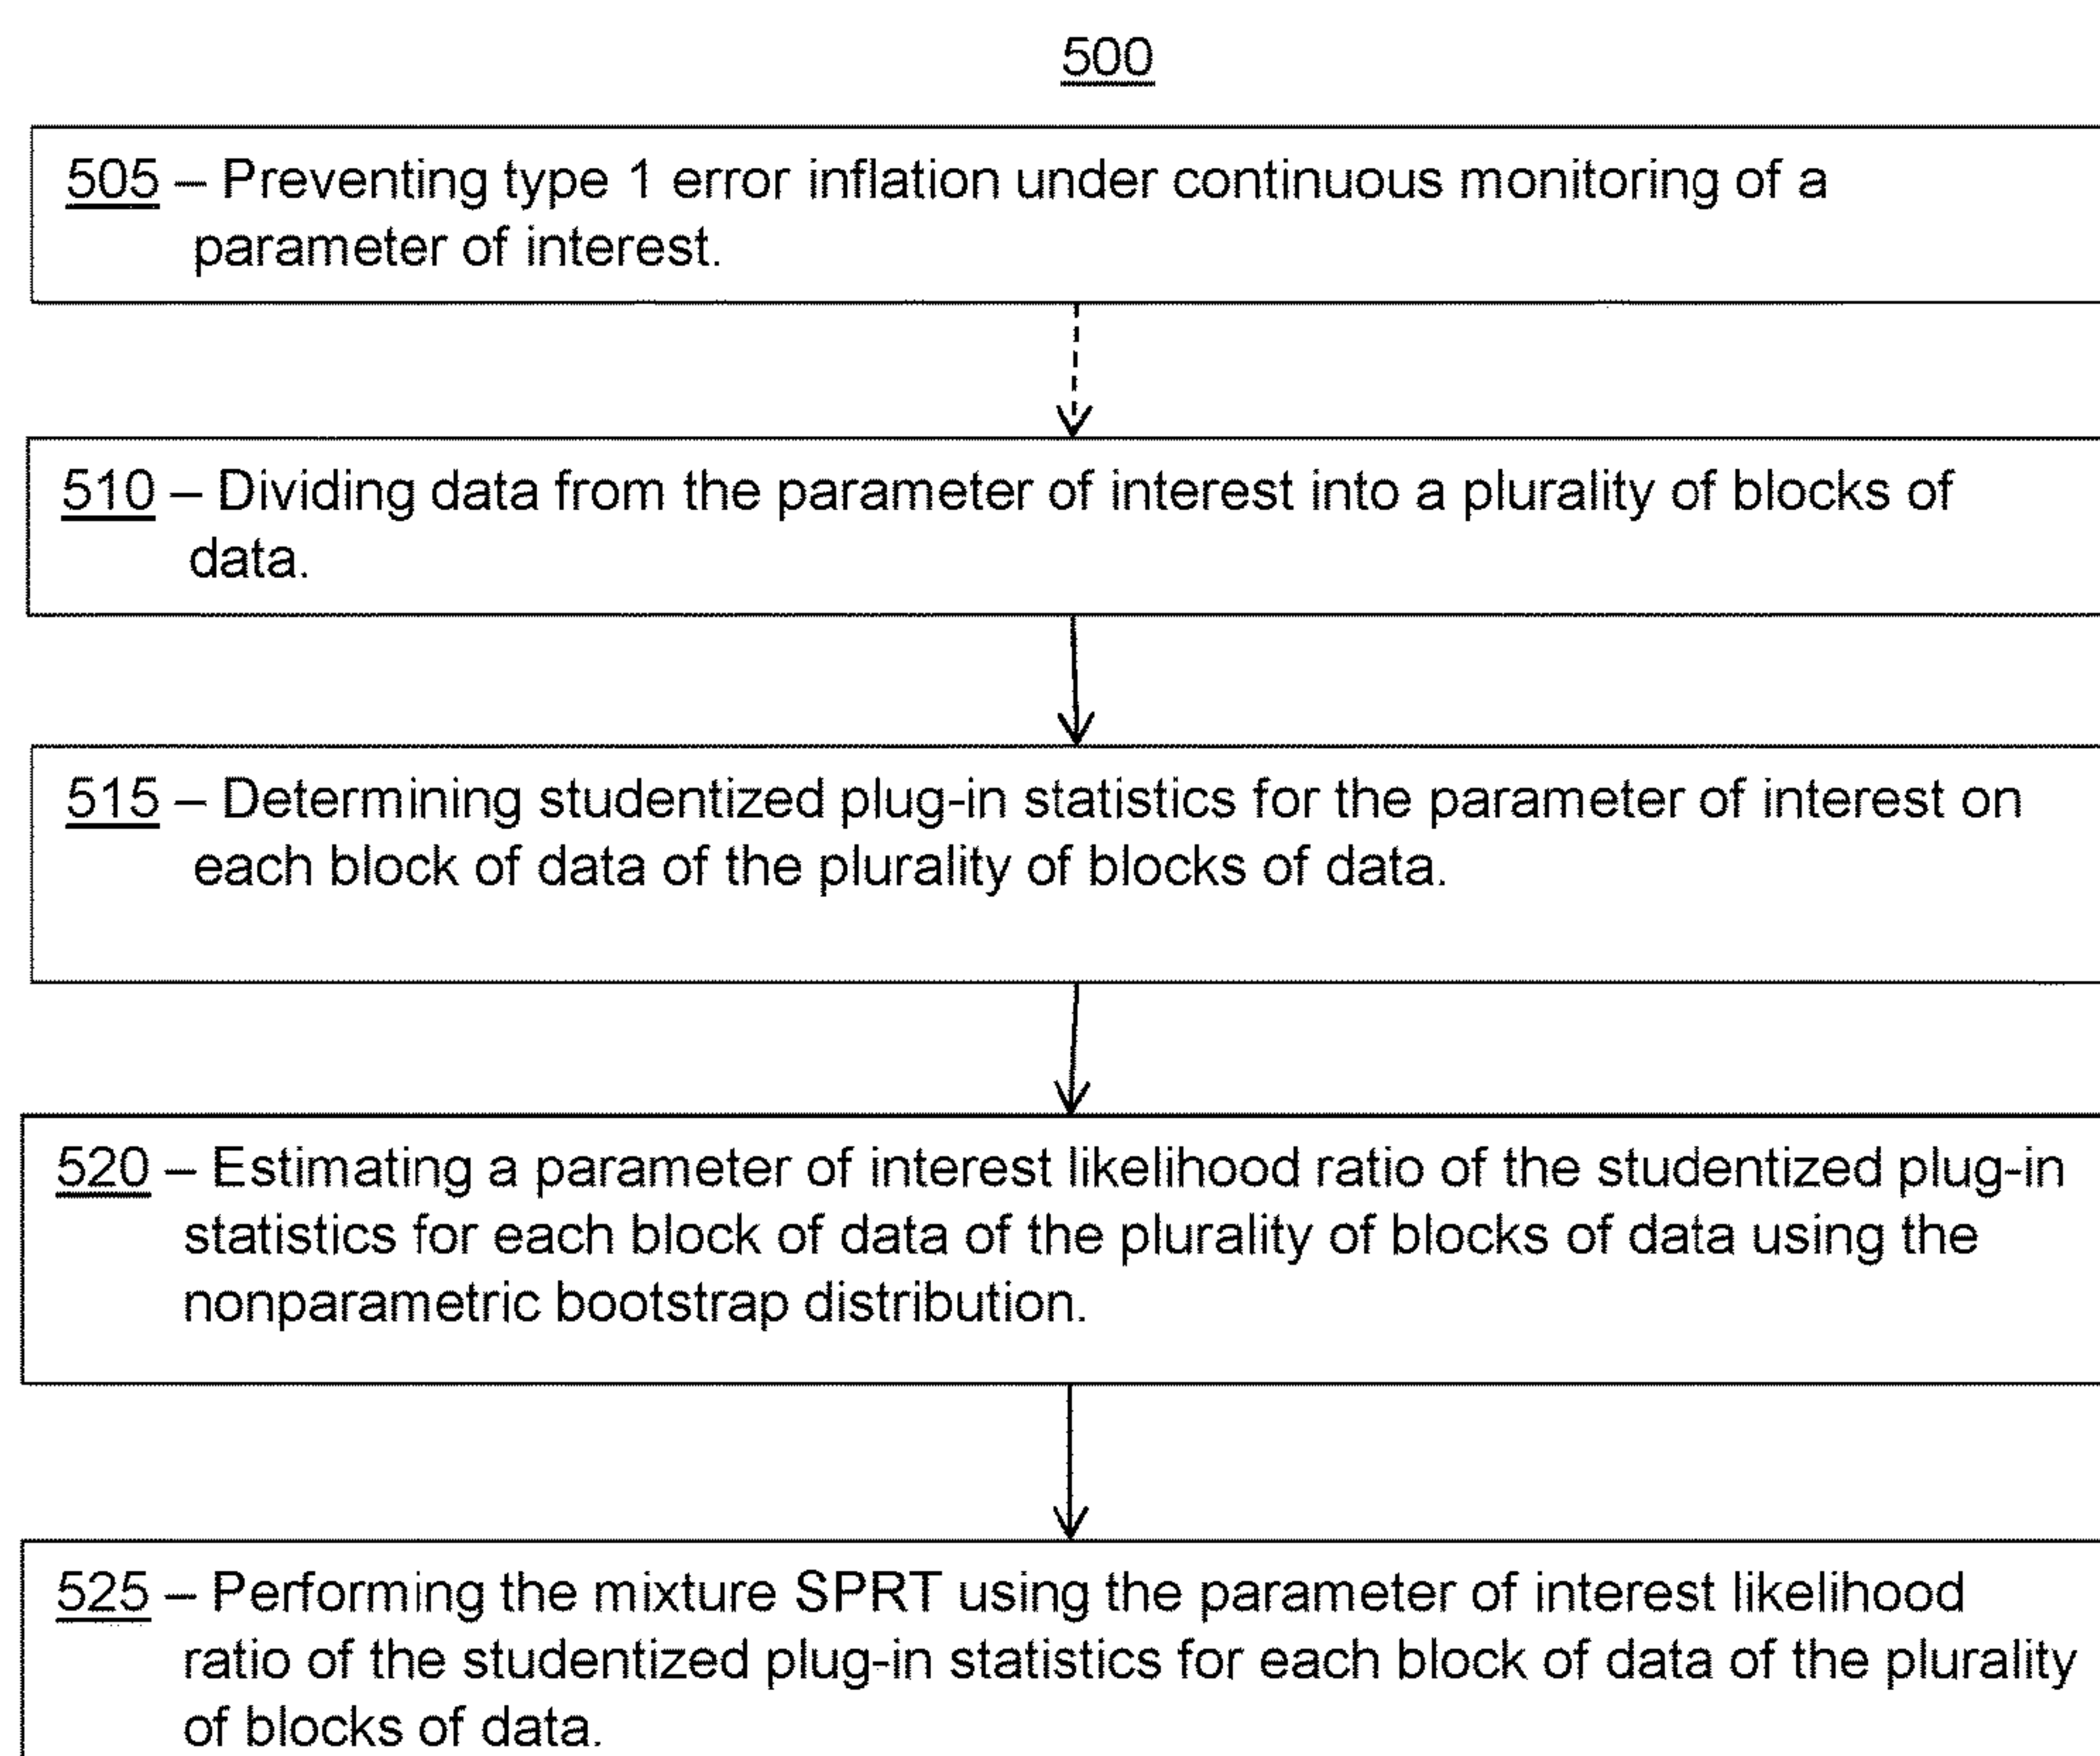 500
505 – Preventing type 1 error inflation under continuous monitoring of a
parameter of interest.
510 – Dividing data from the parameter of interest into a plurality of blocks of
data.
515 – Determining studentized plug-in statistics for the parameter of interest on
each block of data of the plurality of blocks of data.
520 – Estimating a parameter of interest likelihood ratio of the studentized plug-in
statistics for each block of data of the plurality of blocks of data using the
nonparametric bootstrap distribution.
525 – Performing the mixture SPRT using the parameter of interest likelihood
ratio of the studentized plug-in statistics for each block of data of the plurality
of blocks of data.